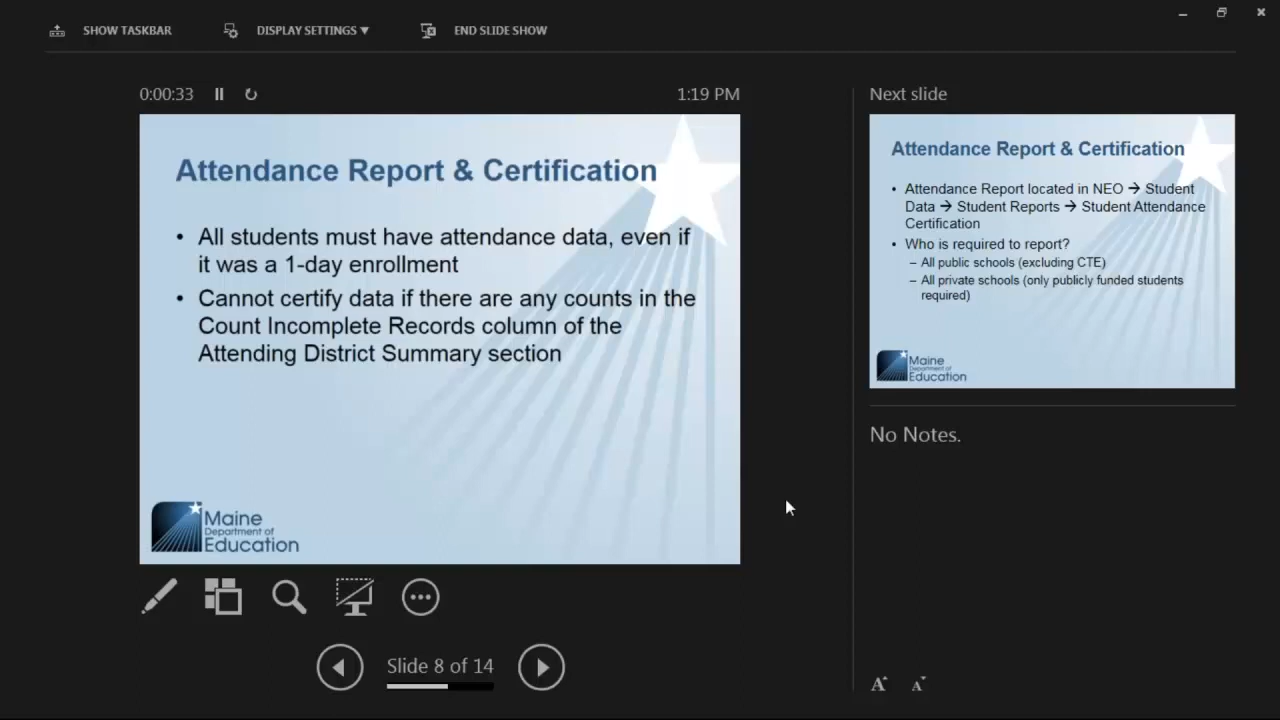 SHOW TASKBAR
DISPLAY SETTINGS ▼
END SLIDE SHOW
0:00:33
1:19 PM
Attendance Report & Certification
• All students must have attendance data, even if
it was a 1-day enrollment
• Cannot certify data if there are any counts in the
Count Incomplete Records column of the
Attending District Summary section
Maine
Department of
Education
Slide 8 of 14
Next slide
Attendance Report & Certification
• Attendance Report located in NEO → Student
Data → Student Reports → Student Attendance
Certification
• Who is required to report?
– All public schools (excluding CTE)
– All private schools (only publicly funded students
required)
Maine
Department of
Education
No Notes.
A A